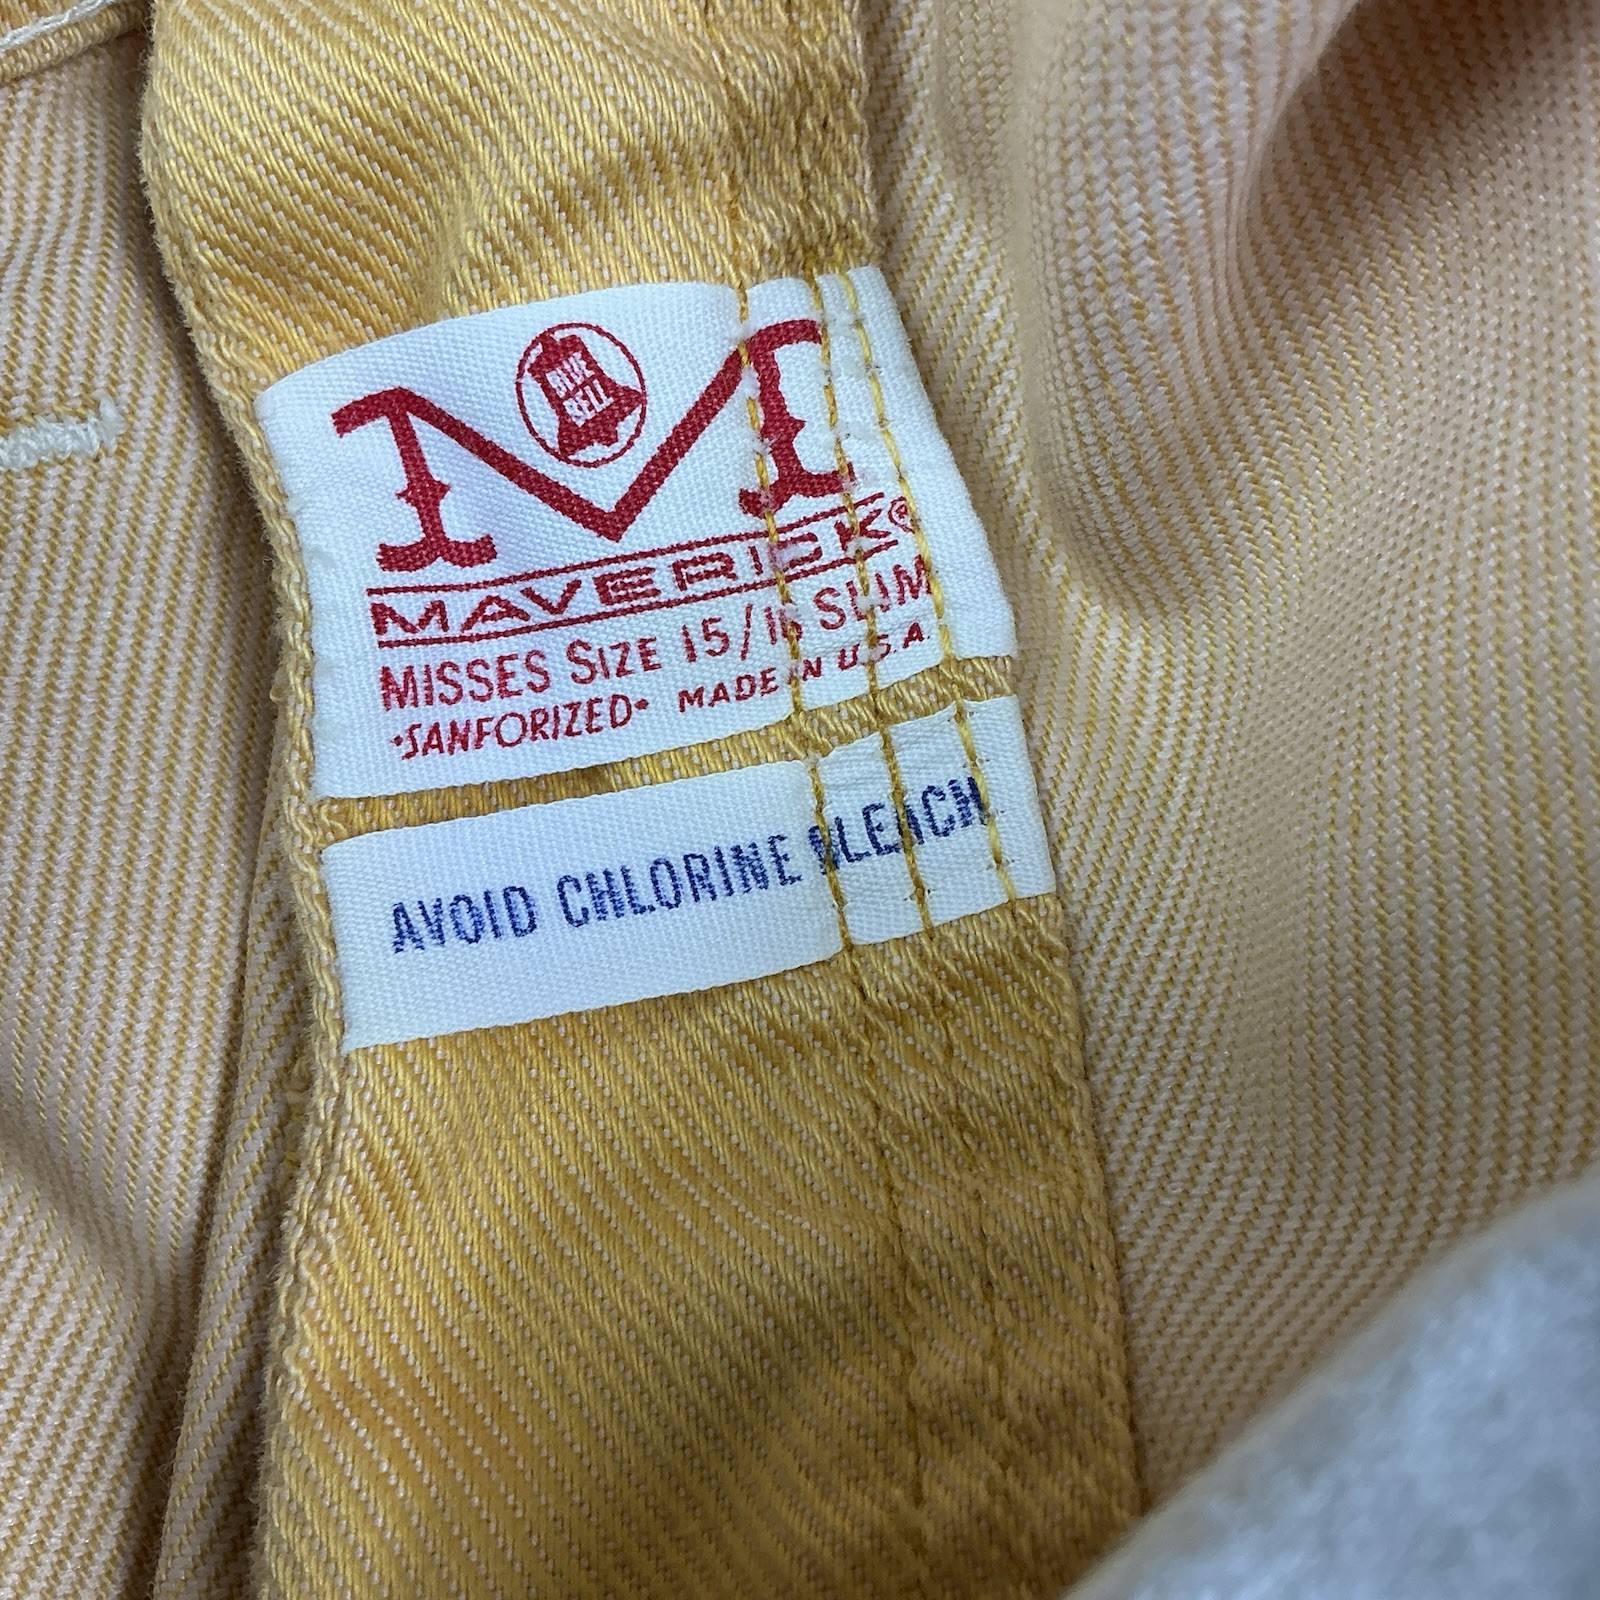 BLUE
BELL
M
MAVERICK®
MISSES SIZE 15/16 SLIM
•SANFORIZED• MADE IN U.S.A.
AVOID CHLORINE BLEACH